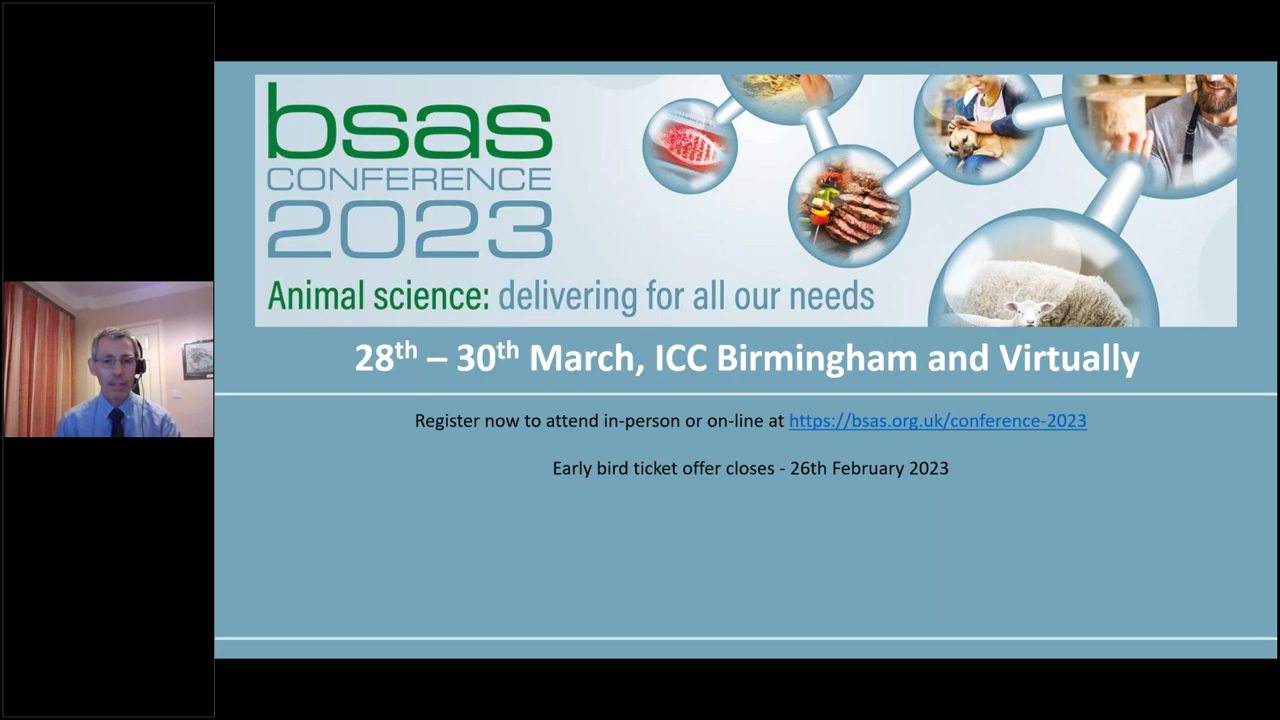 bsas
CONFERENCE
2023
Animal science: delivering for all our needs
28th – 30th March, ICC Birmingham and Virtually
Register now to attend in-person or on-line at https://bsas.org.uk/conference-2023
Early bird ticket offer closes - 26th February 2023